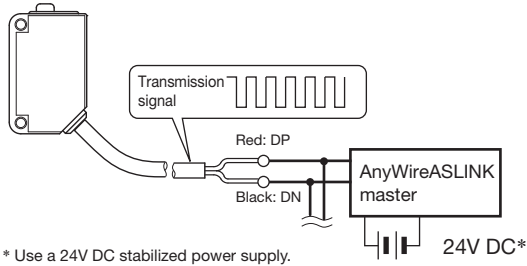 Transmission
signal
Red: DP
Black: DN
AnyWireASLINK
master
24V DC*
* Use a 24V DC stabilized power supply.